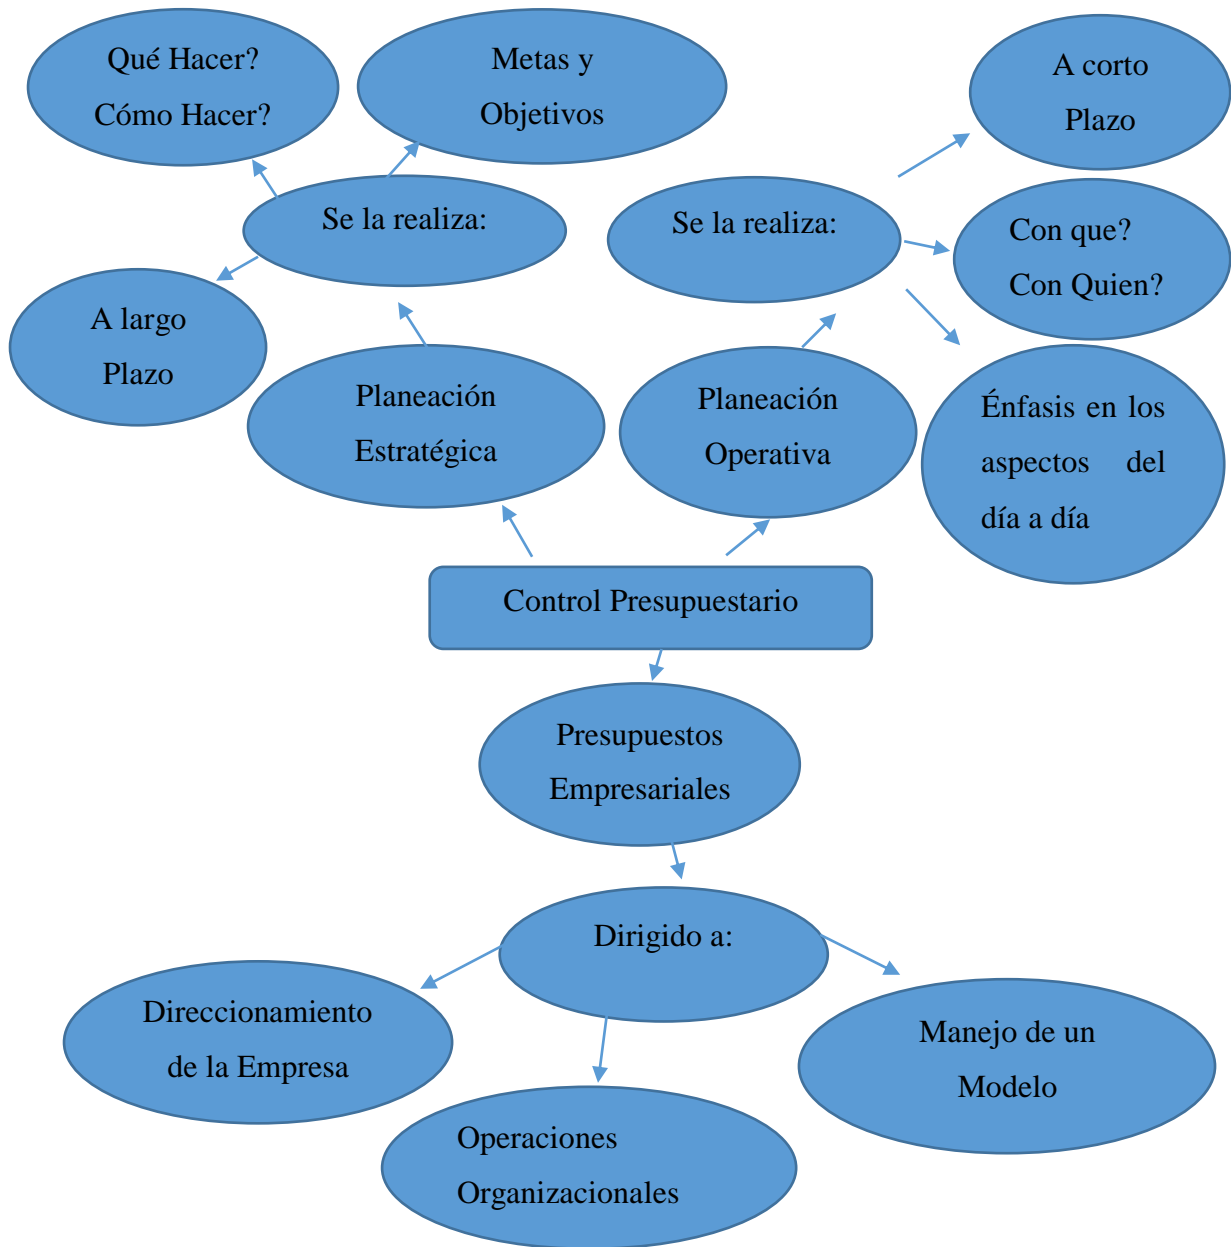 Qué Hacer?
Cómo Hacer?
Metas y
Objetivos
A corto
Plazo
Se la realiza:
Se la realiza:
Con que?
Con Quien?
A largo
Plazo
Planeación
Estratégica
Planeación
Operativa
Énfasis en los
aspectos del
día a día
Control Presupuestario
Presupuestos
Empresariales
Dirigido a:
Direccionamiento
de la Empresa
Manejo de un
Modelo
Operaciones
Organizacionales